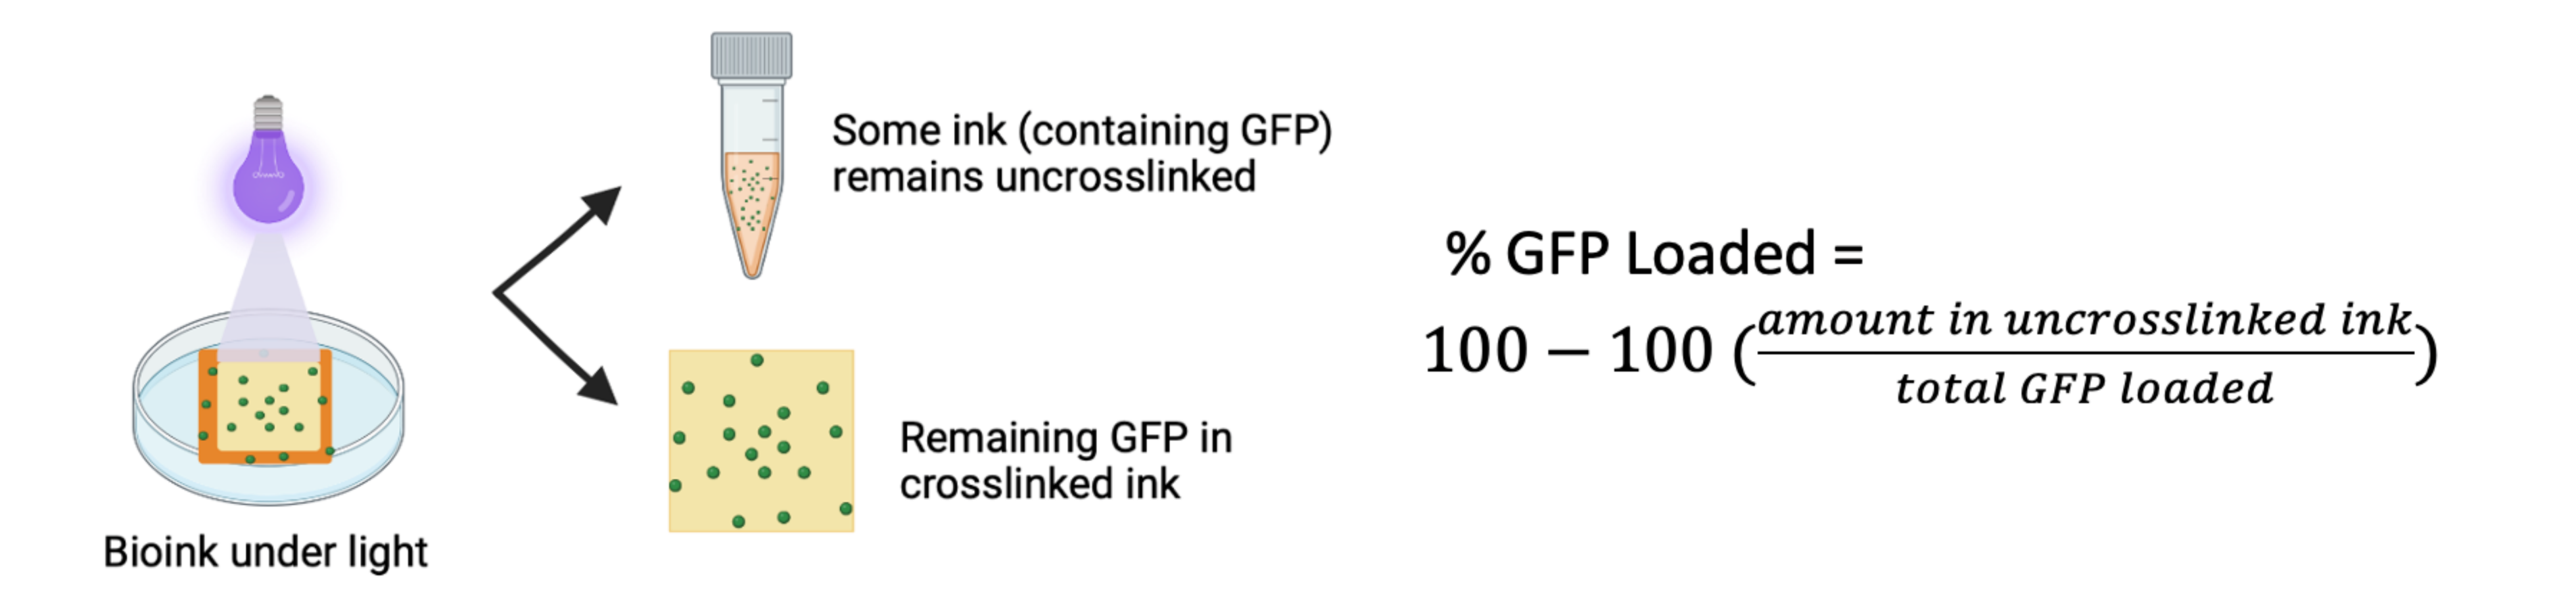 Some ink (containing GFP)
remains uncrosslinked
% GFP Loaded =
100 − 100 (amount in uncrosslinked ink / total GFP loaded)
Remaining GFP in
crosslinked ink
Bioink under light